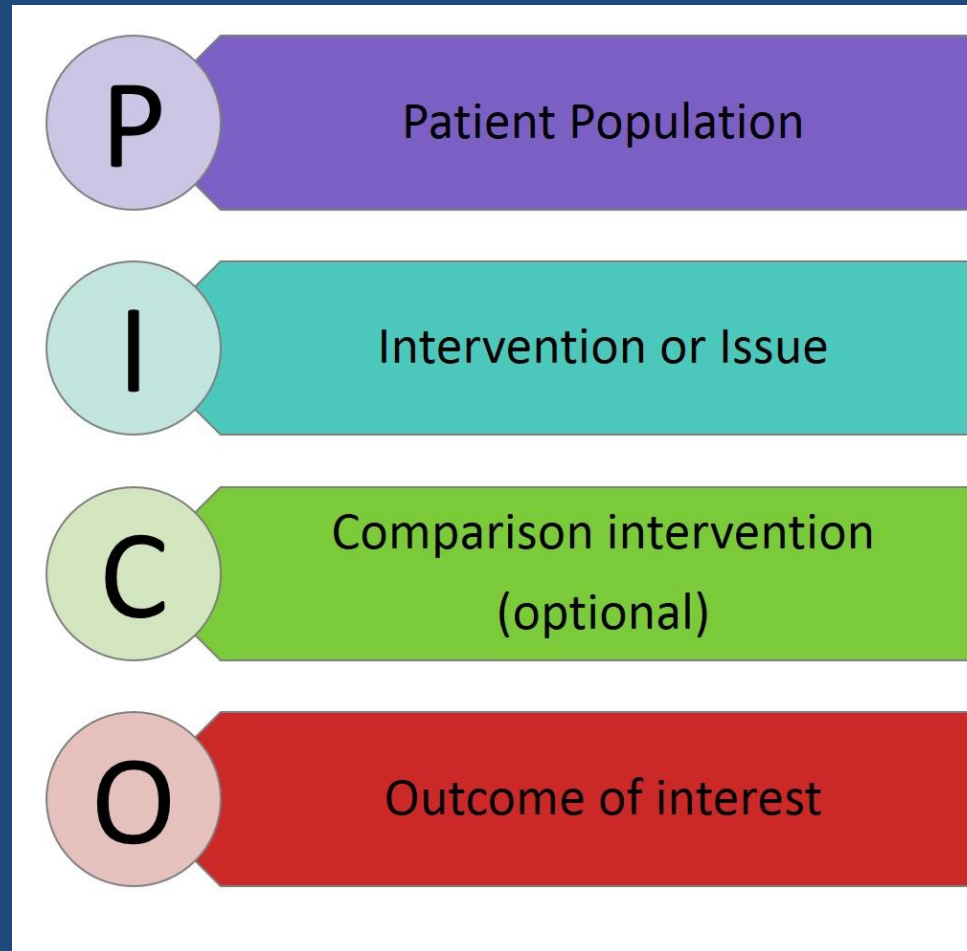 P
Patient Population
I
Intervention or Issue
C
Comparison intervention
(optional)
O
Outcome of interest